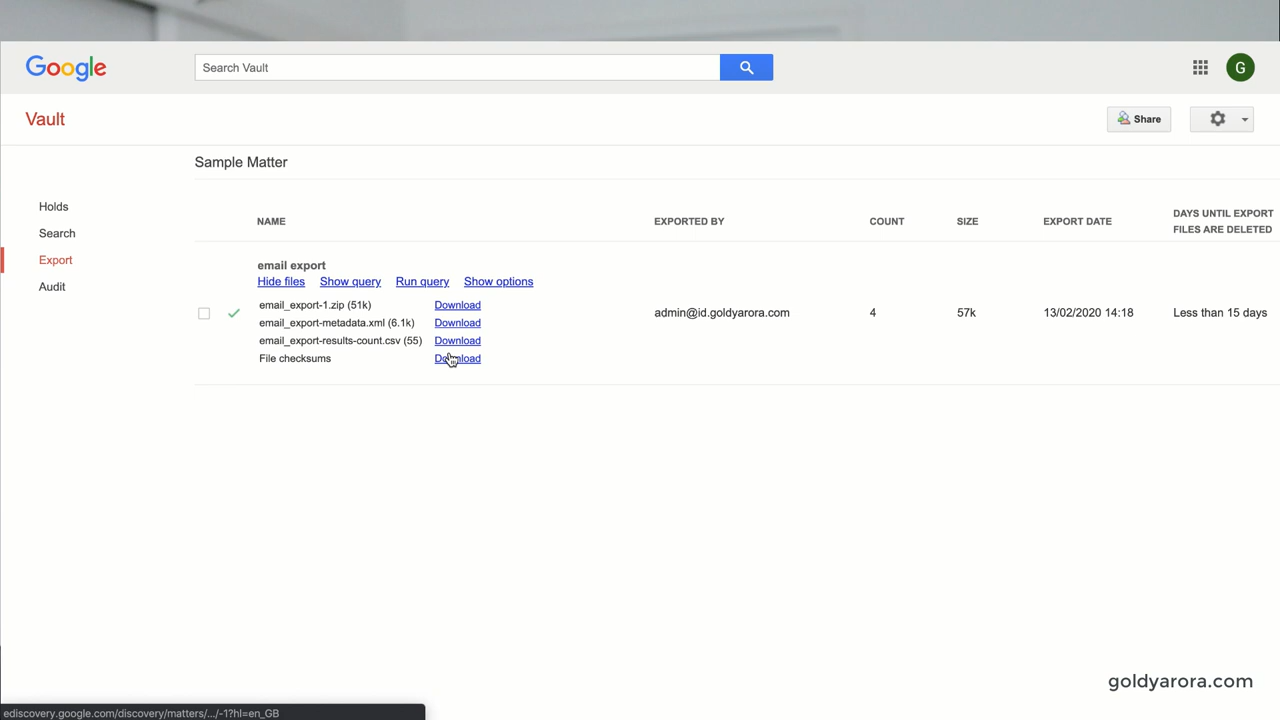 Google
Search Vault
G
Vault
Share
Sample Matter
Holds
Search
Export
Audit
NAME
EXPORTED BY
COUNT
SIZE
EXPORT DATE
DAYS UNTIL EXPORT
FILES ARE DELETED
email export
Hide files Show query Run query Show options
email_export-1.zip (51k) Download
email_export-metadata.xml (6.1k) Download
email_export-results-count.csv (55) Download
File checksums Download
admin@id.goldyarora.com
4
57k
13/02/2020 14:18
Less than 15 days
goldyarora.com
ediscovery.google.com/discovery/matters/.../-1?hl=en_GB